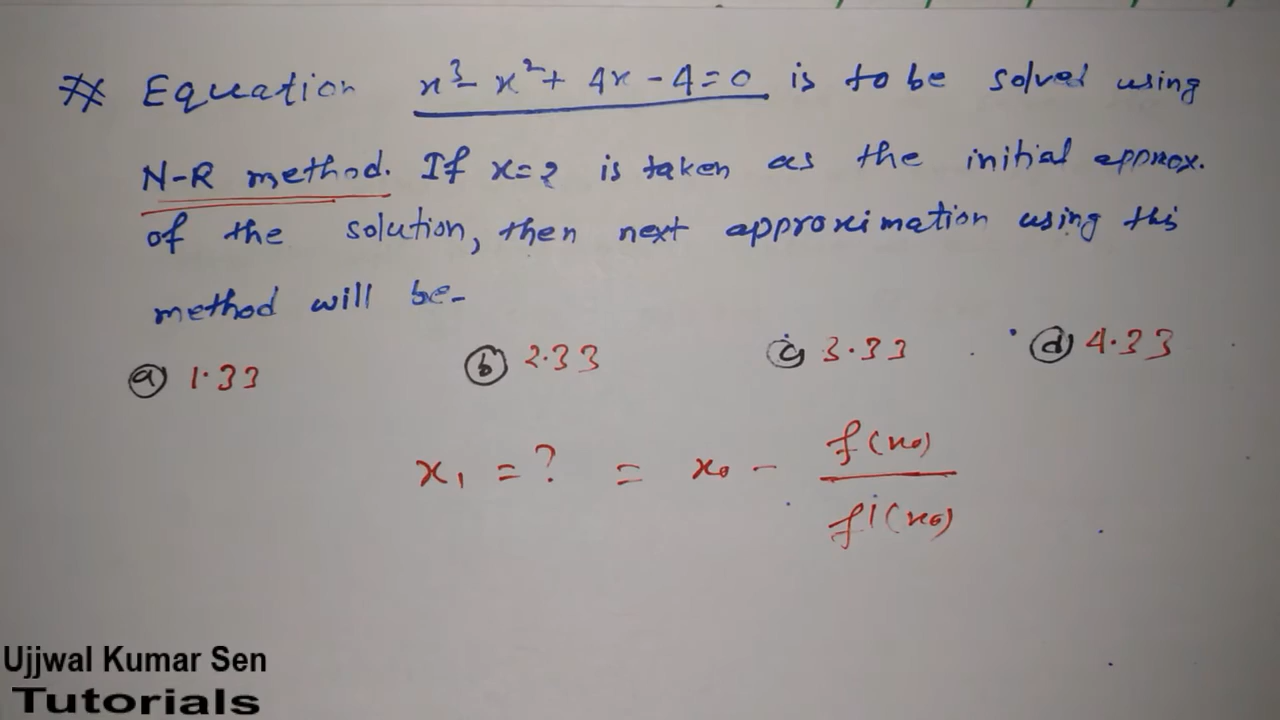 ** Equation x³- x²+ 4x - 4=0 is to be solved using
N-R method. If x=2 is taken as the initial approx.
of the solution, then next approximation using this
method will be-
(a) 1.33 (b) 2.33 (c) 3.33 (d) 4.33
x₁ = ? = x₀ - f(x₀)
f'(x₀)
Ujjwal Kumar Sen
Tutorials